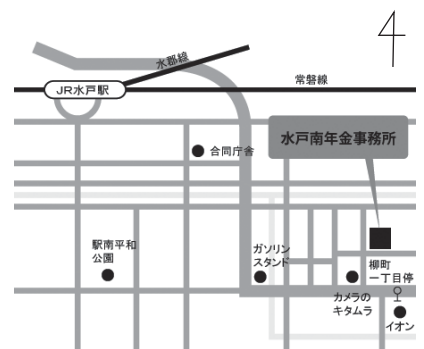 水郡線
常磐線
JR水戸駅
水戸南年金事務所
合同庁舎
駅南平和
公園
ガソリン
スタンド
柳町
一丁目停
カメラの
キタムラ
イオン